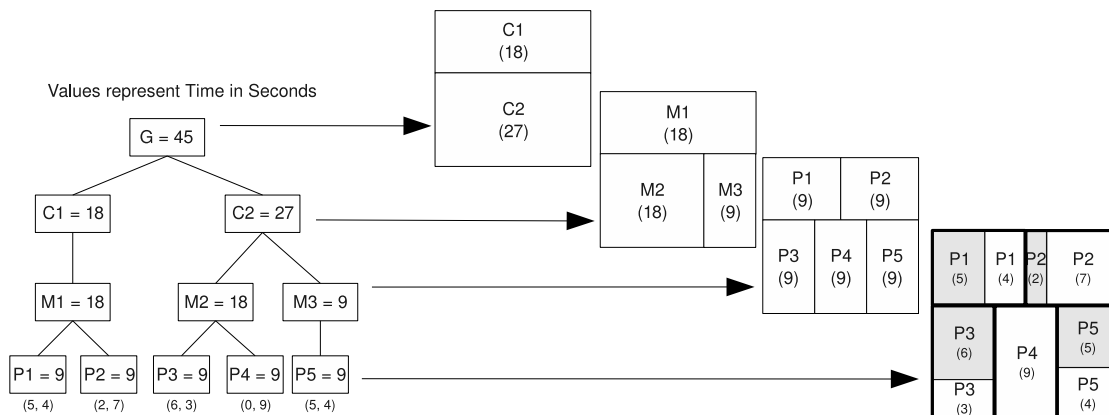 Values represent Time in Seconds
G = 45
C1 = 18
C2 = 27
M1 = 18
M2 = 18
M3 = 9
P1 = 9
P2 = 9
P3 = 9
P4 = 9
P5 = 9
(5, 4)
(2, 7)
(6, 3)
(0, 9)
(5, 4)
C1
(18)
C2
(27)
M1
(18)
M2
(18)
M3
(9)
P1
(9)
P2
(9)
P3
(9)
P4
(9)
P5
(9)
P1
(5)
P1
(4)
P2
(2)
P2
(7)
P3
(6)
P3
(3)
P4
(9)
P5
(5)
P5
(4)